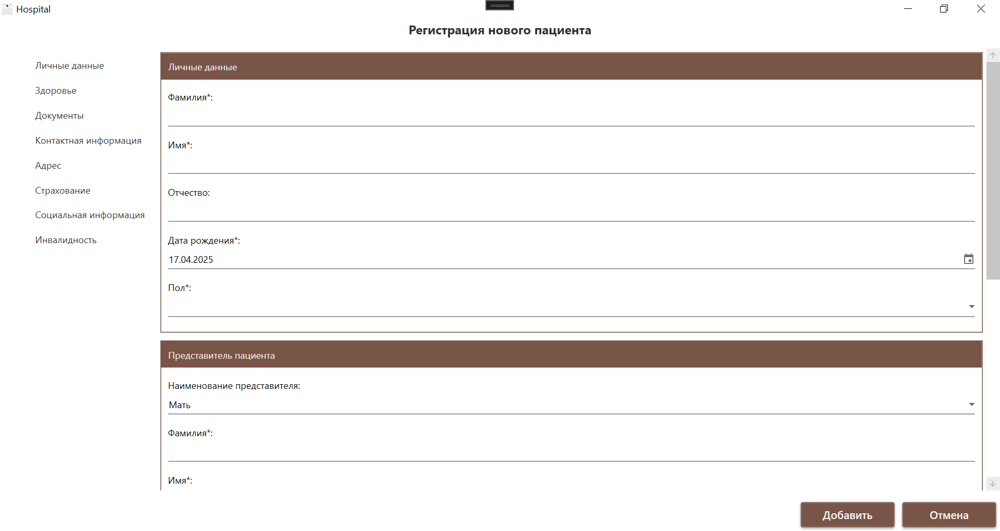 Hospital
Регистрация нового пациента
Личные данные
Здоровье
Документы
Контактная информация
Адрес
Страхование
Социальная информация
Инвалидность
Личные данные
Фамилия*:
Имя*:
Отчество:
Дата рождения*:
17.04.2025
Пол*:
Представитель пациента
Наименование представителя:
Мать
Фамилия*:
Имя*:
Добавить
Отмена